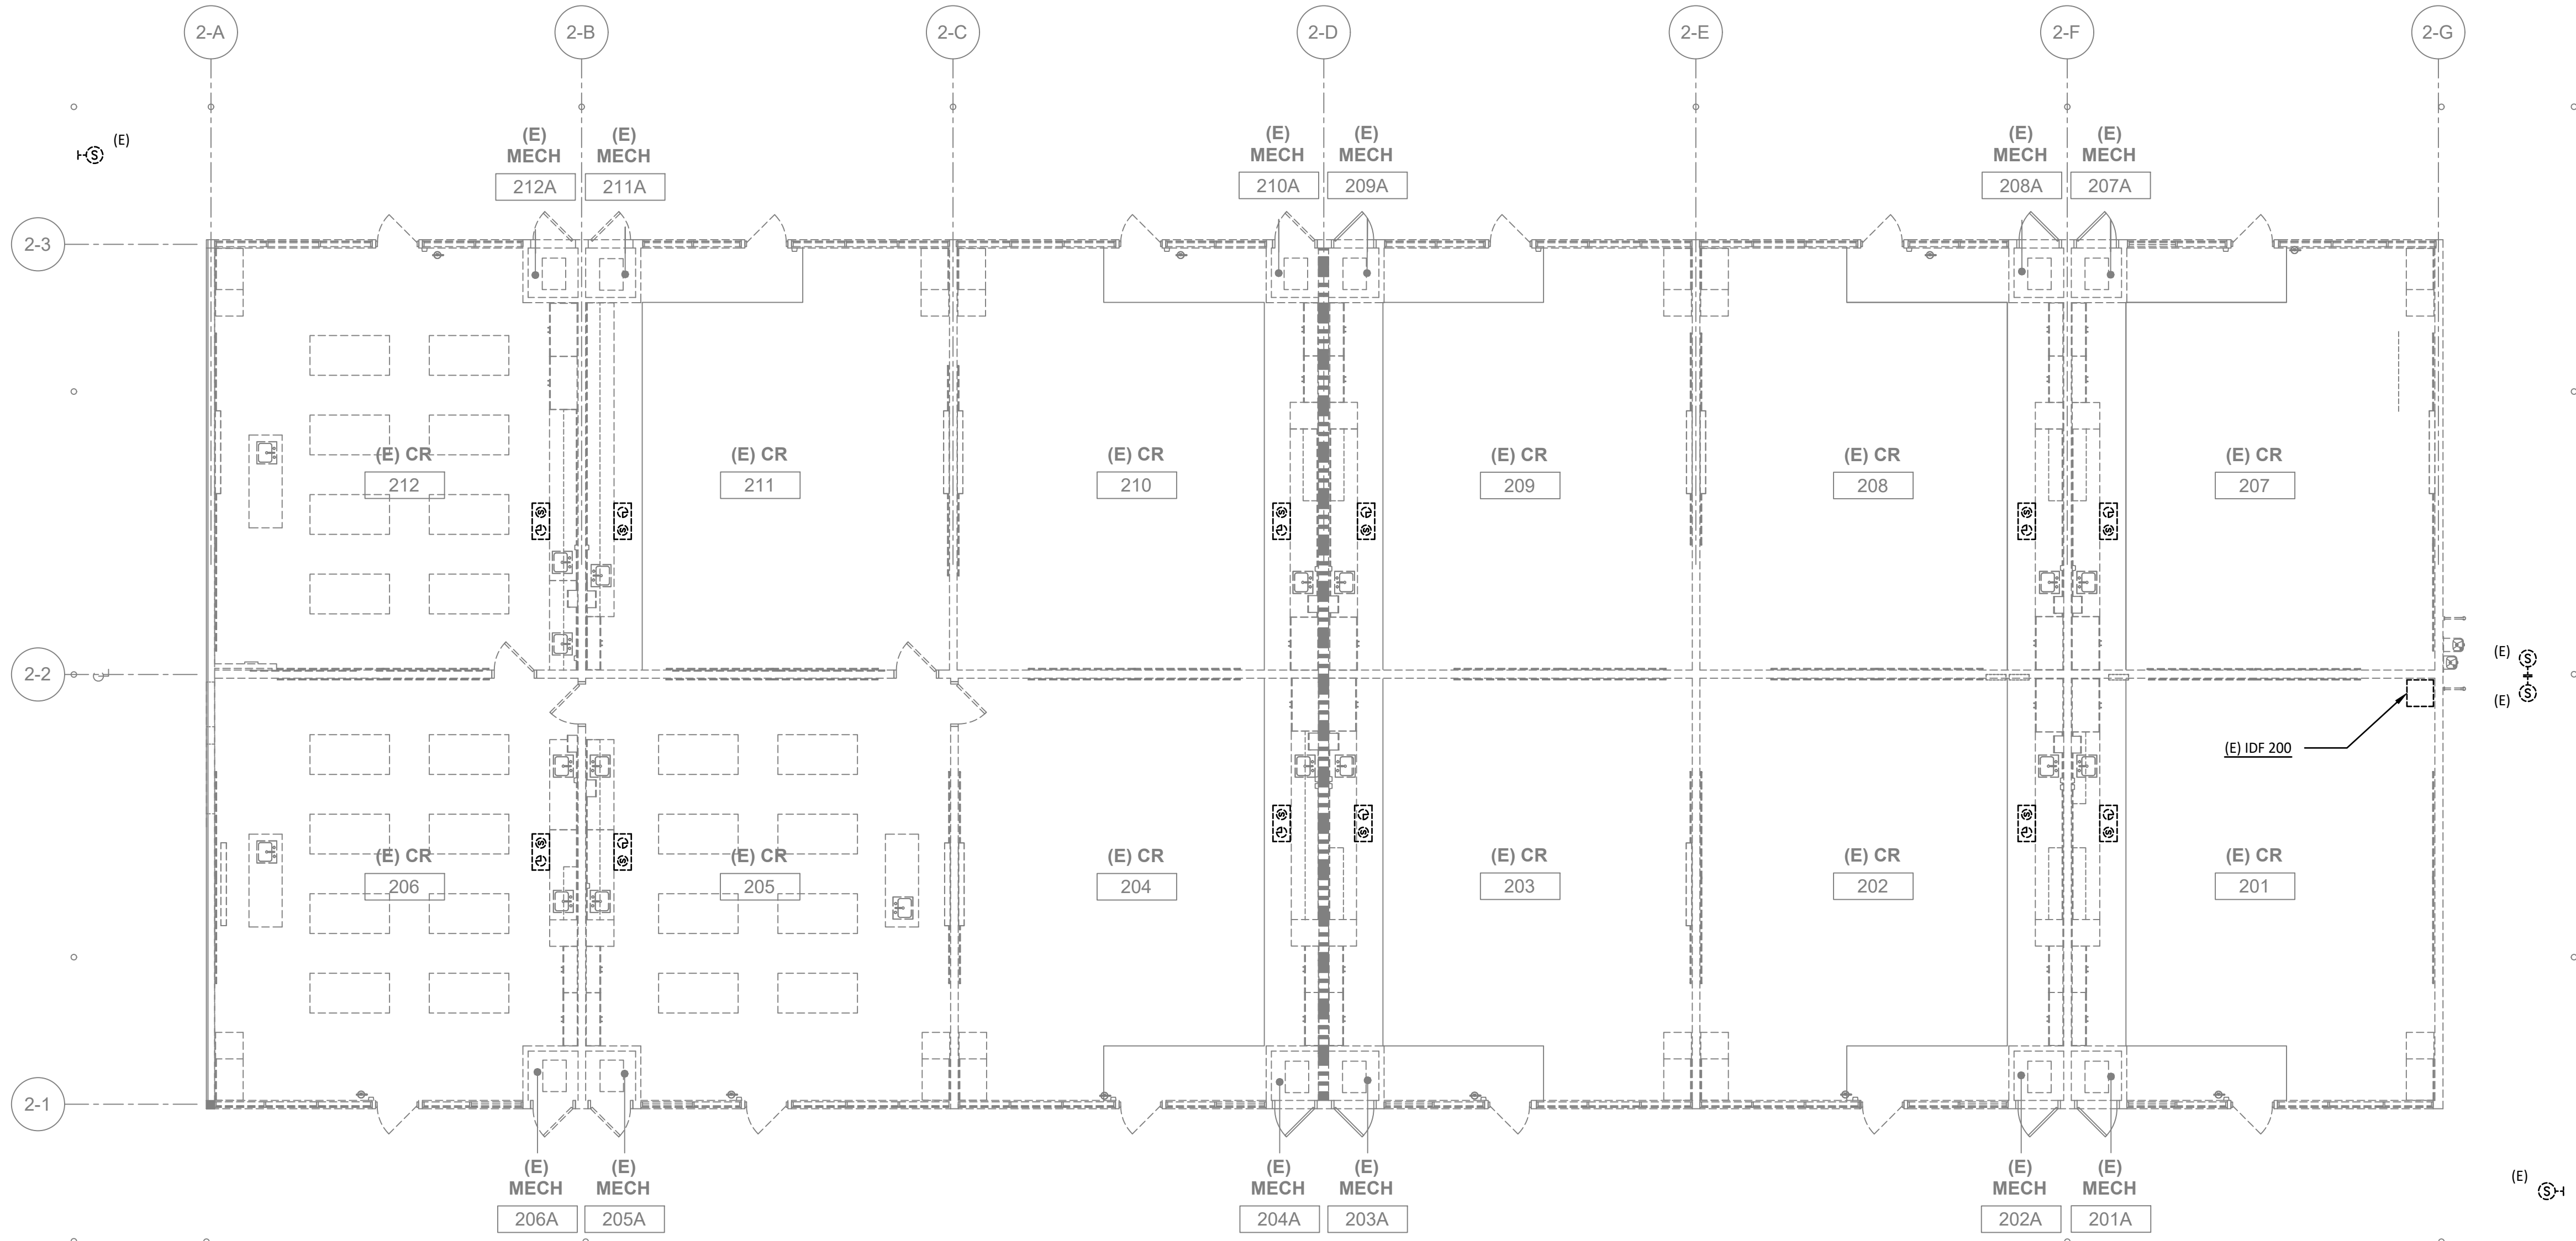 2-A 2-B 2-C 2-D 2-E 2-F 2-G
(E) (E) (E) (E) (E) (E) (E)
S MECH MECH MECH MECH MECH MECH
212A 211A 210A 209A 208A 207A
2-3
(E) CR (E) CR (E) CR (E) CR (E) CR (E) CR
212 211 210 209 208 207
S S S S S S
2-2
(E) S
(E) S
(E) IDF 200
S S S S S S
(E) CR (E) CR (E) CR (E) CR (E) CR (E) CR
206 205 204 203 202 201
2-1
(E) (E) (E) (E) (E) (E) (E)
MECH MECH MECH MECH MECH MECH S
206A 205A 204A 203A 202A 201A